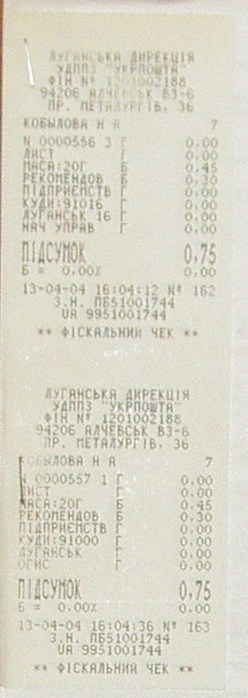 ЛУГАНСЬКА ДИРЕКЦІЯ
УДППЗ "УКРПОШТА"
ФІН № 1201002188
94206 АЛЧЕВСЬК ВЗ-6
ПР. МЕТАЛУРГІВ, 36
КОБЫЛОВА Н А 7
N 0000556 3 Г 0.00
ЛИСТ Г 0.00
МАСА:20Г Б 0.45
РЕКОМЕНДОВ Б 0.30
ПІДПРИЄМСТВ Г 0.00
КУДИ:91016 Г 0.00
ЛУГАНСЬК 16 Г 0.00
НАЧ УПРАВ Г 0.00
ПІДСУМОК 0,75
Б = 0.00% 0.00
13-04-04 16:04:12 № 162
З.Н. ПБ51001744
UA 9951001744
** ФІСКАЛЬНИЙ ЧЕК **
ЛУГАНСЬКА ДИРЕКЦІЯ
УДППЗ "УКРПОШТА"
ФІН № 1201002188
94206 АЛЧЕВСЬК ВЗ-6
ПР. МЕТАЛУРГІВ, 36
КОБЫЛОВА Н А 7
N 0000557 1 Г 0.00
ЛИСТ Г 0.00
МАСА:20Г Б 0.45
РЕКОМЕНДОВ Б 0.30
ПІДПРИЄМСТВ Г 0.00
КУДИ:91000 Г 0.00
ЛУГАНСЬК Г 0.00
ОГИС Г 0.00
ПІДСУМОК 0,75
Б = 0.00% 0.00
13-04-04 16:04:36 № 163
З.Н. ПБ51001744
UA 9951001744
** ФІСКАЛЬНИЙ ЧЕК **